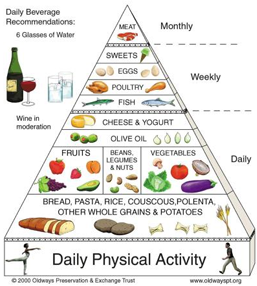 Daily Beverage
Recommendations:
6 Glasses of Water
Wine in
moderation
MEAT
Monthly
SWEETS
EGGS
Weekly
POULTRY
FISH
CHEESE & YOGURT
OLIVE OIL
Daily
FRUITS
BEANS,
LEGUMES
& NUTS
VEGETABLES
BREAD, PASTA, RICE, COUSCOUS,POLENTA,
OTHER WHOLE GRAINS & POTATOES
Daily Physical Activity
© 2000 Oldways Preservation & Exchange Trust
www.oldwayspt.org